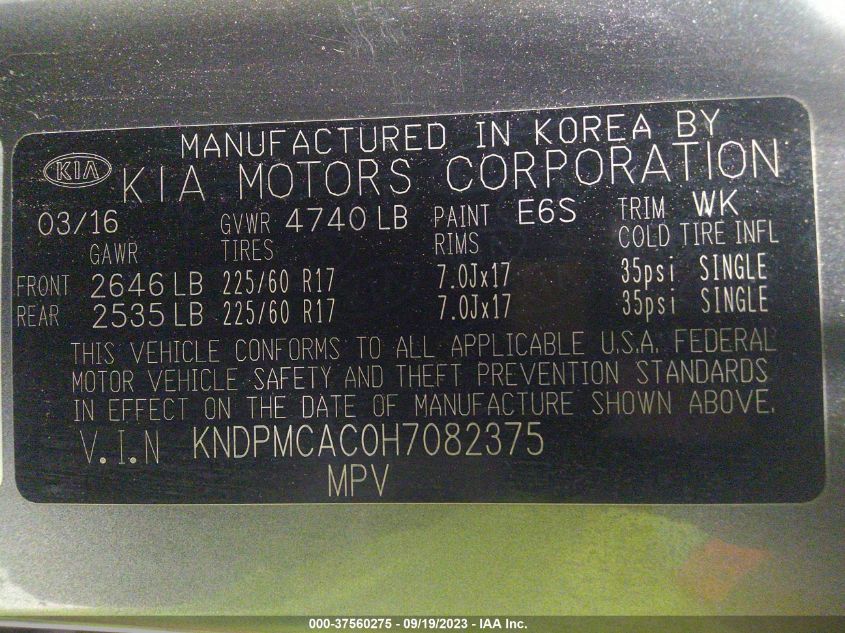 MANUFACTURED IN KOREA BY
KIA KIA MOTORS CORPORATION
03/16 GVWR 4740 LB PAINT E6S TRIM WK
GAWR TIRES RIMS COLD TIRE INFL
FRONT 2646 LB 225/60 R17 7.0Jx17 35psi SINGLE
REAR 2535 LB 225/60 R17 7.0Jx17 35psi SINGLE
THIS VEHICLE CONFORMS TO ALL APPLICABLE U.S.A. FEDERAL
MOTOR VEHICLE SAFETY AND THEFT PREVENTION STANDARDS
IN EFFECT ON THE DATE OF MANUFACTURE SHOWN ABOVE.
V.I.N KNDPMCAC0H7082375
MPV
000-37560275 - 09/19/2023 - IAA Inc.